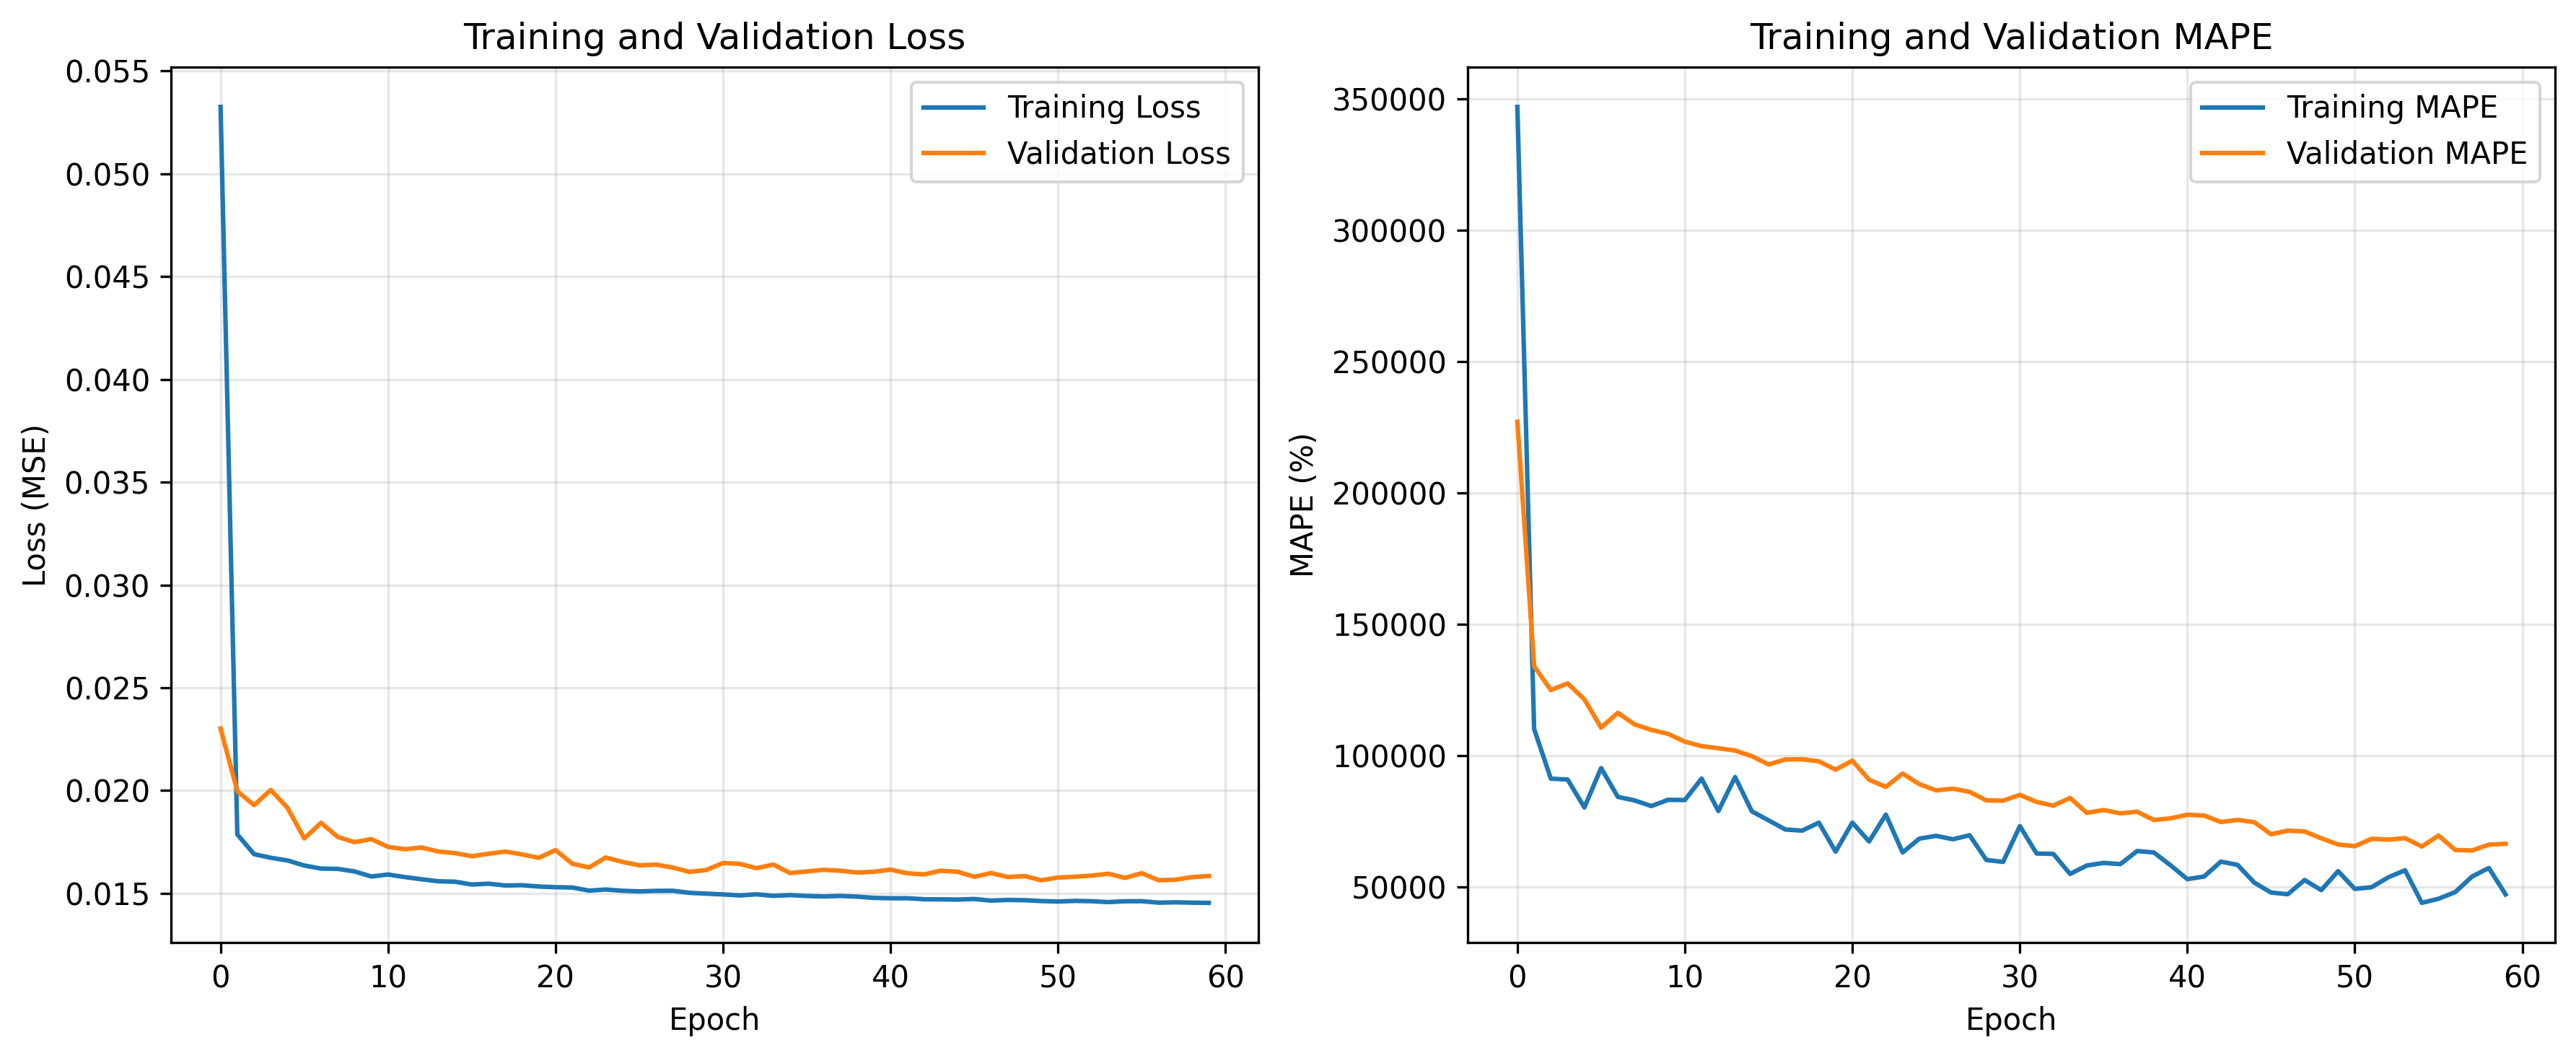 Training and Validation Loss
0.055
0.050
0.045
0.040
0.035
0.030
0.025
0.020
0.015
Loss (MSE)
Training Loss
Validation Loss
0 10 20 30 40 50 60
Epoch
Training and Validation MAPE
350000
300000
250000
200000
150000
100000
50000
MAPE (%)
Training MAPE
Validation MAPE
0 10 20 30 40 50 60
Epoch